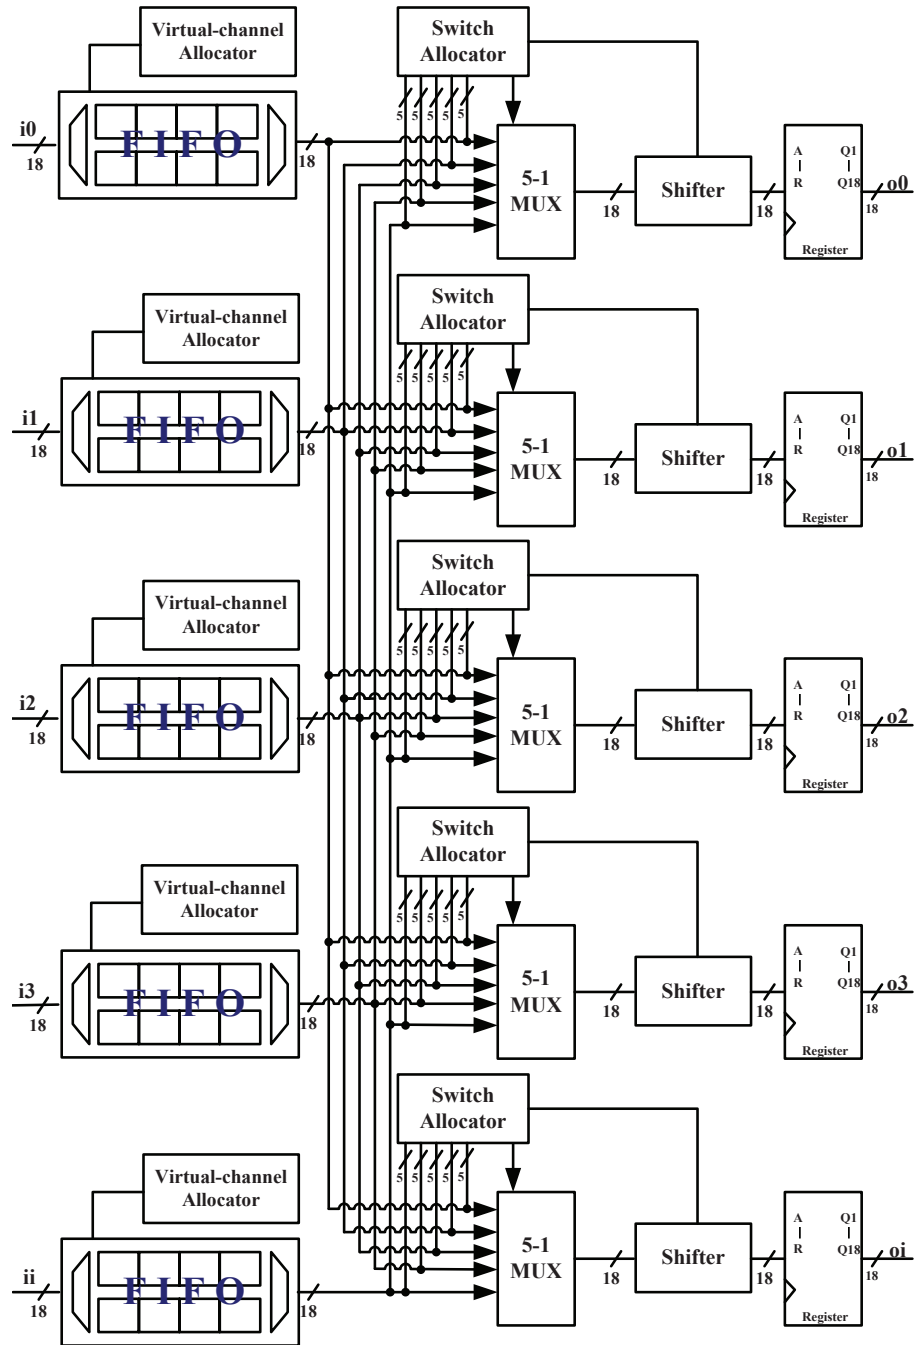 Virtual-channel
Allocator
Switch
Allocator
i0
18
F I F O
18
5 5 5 5 5
5-1
MUX
18
Shifter
18
A Q1
R Q18
Register
18
o0
Virtual-channel
Allocator
Switch
Allocator
i1
18
F I F O
18
5 5 5 5 5
5-1
MUX
18
Shifter
18
A Q1
R Q18
Register
18
o1
Virtual-channel
Allocator
Switch
Allocator
i2
18
F I F O
18
5 5 5 5 5
5-1
MUX
18
Shifter
18
A Q1
R Q18
Register
18
o2
Virtual-channel
Allocator
Switch
Allocator
i3
18
F I F O
18
5 5 5 5 5
5-1
MUX
18
Shifter
18
A Q1
R Q18
Register
18
o3
Virtual-channel
Allocator
Switch
Allocator
ii
18
F I F O
18
5 5 5 5 5
5-1
MUX
18
Shifter
18
A Q1
R Q18
Register
18
oi